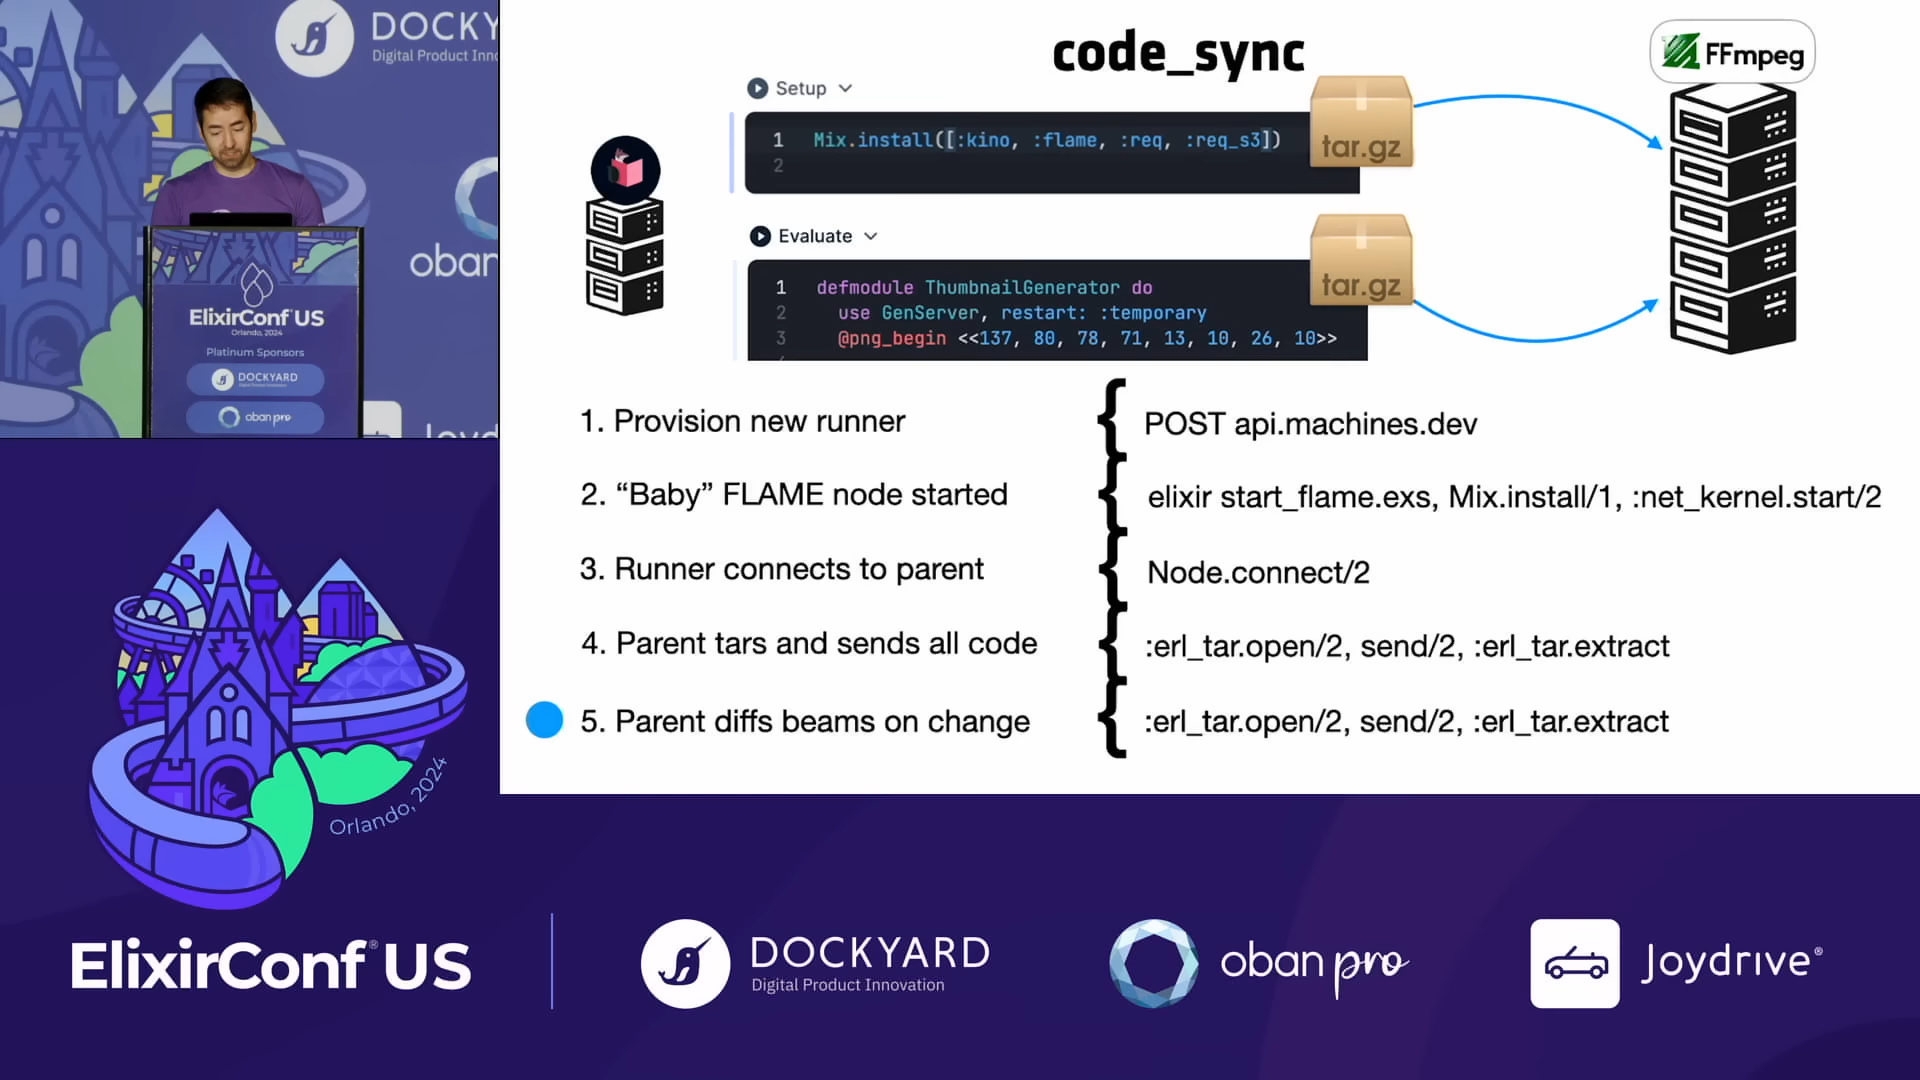 DOCKY
Digital Product Inno
oban
ElixirConf US
Orlando, 2024
Platinum Sponsors
DOCKYARD
Digital Product Innovation
oban pro
Joyd
code_sync
FFmpeg
Setup
1 Mix.install([:kino, :flame, :req, :req_s3])
2
tar.gz
Evaluate
1 defmodule ThumbnailGenerator do
2 use GenServer, restart: :temporary
3 @png_begin <<137, 80, 78, 71, 13, 10, 26, 10>>
tar.gz
1. Provision new runner { POST api.machines.dev
2. “Baby” FLAME node started { elixir start_flame.exs, Mix.install/1, :net_kernel.start/2
3. Runner connects to parent { Node.connect/2
4. Parent tars and sends all code { :erl_tar.open/2, send/2, :erl_tar.extract
5. Parent diffs beams on change { :erl_tar.open/2, send/2, :erl_tar.extract
Orlando, 2024
ElixirConf® US
DOCKYARD
Digital Product Innovation
oban pro
Joydrive®